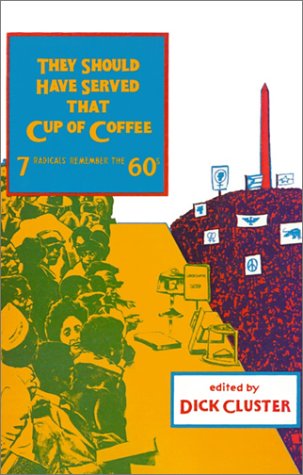 THEY SHOULD
HAVE SERVED
THAT
CUP OF COFFEE
7 RADICALS REMEMBER THE 60S
edited by
DICK CLUSTER